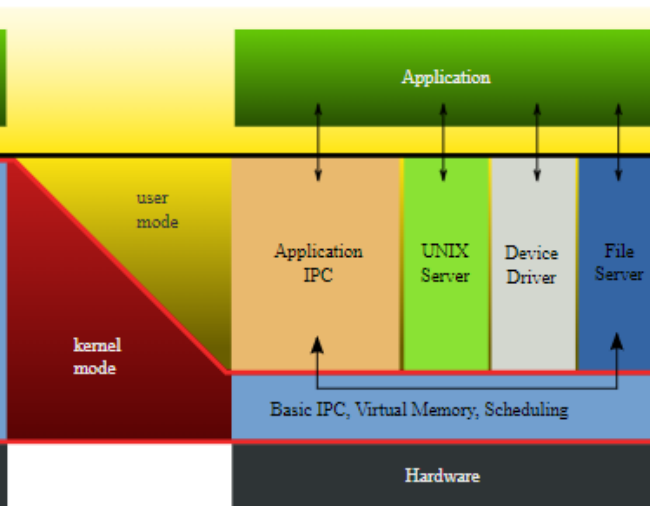 Application
user
mode
Application
IPC
UNIX
Server
Device
Driver
File
Server
kernel
mode
Basic IPC, Virtual Memory, Scheduling
Hardware